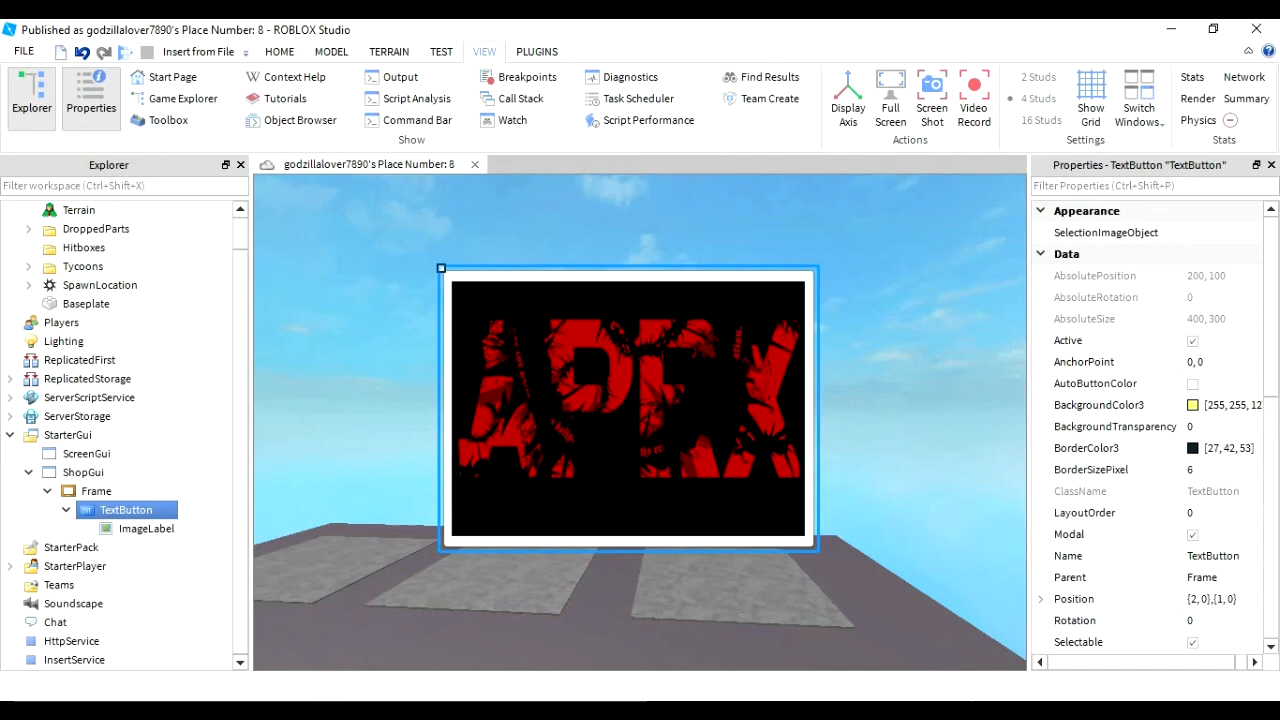 Published as godzillalover7890's Place Number: 8 - ROBLOX Studio
FILE Insert from File HOME MODEL TERRAIN TEST VIEW PLUGINS
Explorer
Properties
Start Page
Game Explorer
Toolbox
Context Help
Tutorials
Object Browser
Output
Script Analysis
Command Bar
Breakpoints
Call Stack
Watch
Diagnostics
Task Scheduler
Script Performance
Find Results
Team Create
Show
Display
Axis
Full
Screen
Screen
Shot
Video
Record
Actions
2 Studs
4 Studs
16 Studs
Show
Grid
Switch
Windows
Settings
Stats
Render
Physics
Network
Summary
Stats
Explorer
Filter workspace (Ctrl+Shift+X)
Terrain
DroppedParts
Hitboxes
Tycoons
SpawnLocation
Baseplate
Players
Lighting
ReplicatedFirst
ReplicatedStorage
ServerScriptService
ServerStorage
StarterGui
ScreenGui
ShopGui
Frame
TextButton
ImageLabel
StarterPack
StarterPlayer
Teams
Soundscape
Chat
HttpService
InsertService
godzillalover7890's Place Number: 8
APEX
Properties - TextButton "TextButton"
Filter Properties (Ctrl+Shift+P)
Appearance
SelectionImageObject
Data
AbsolutePosition 200, 100
AbsoluteRotation 0
AbsoluteSize 400, 300
Active
AnchorPoint 0, 0
AutoButtonColor
BackgroundColor3 [255, 255, 12
BackgroundTransparency 0
BorderColor3 [27, 42, 53]
BorderSizePixel 6
ClassName TextButton
LayoutOrder 0
Modal
Name TextButton
Parent Frame
Position {2, 0},{1, 0}
Rotation 0
Selectable